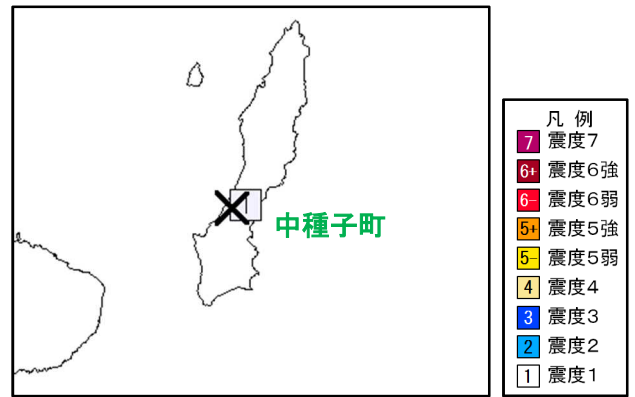 1
中種子町
凡 例
7 震度7
6+ 震度6強
6- 震度6弱
5+ 震度5強
5- 震度5弱
4 震度4
3 震度3
2 震度2
1 震度1